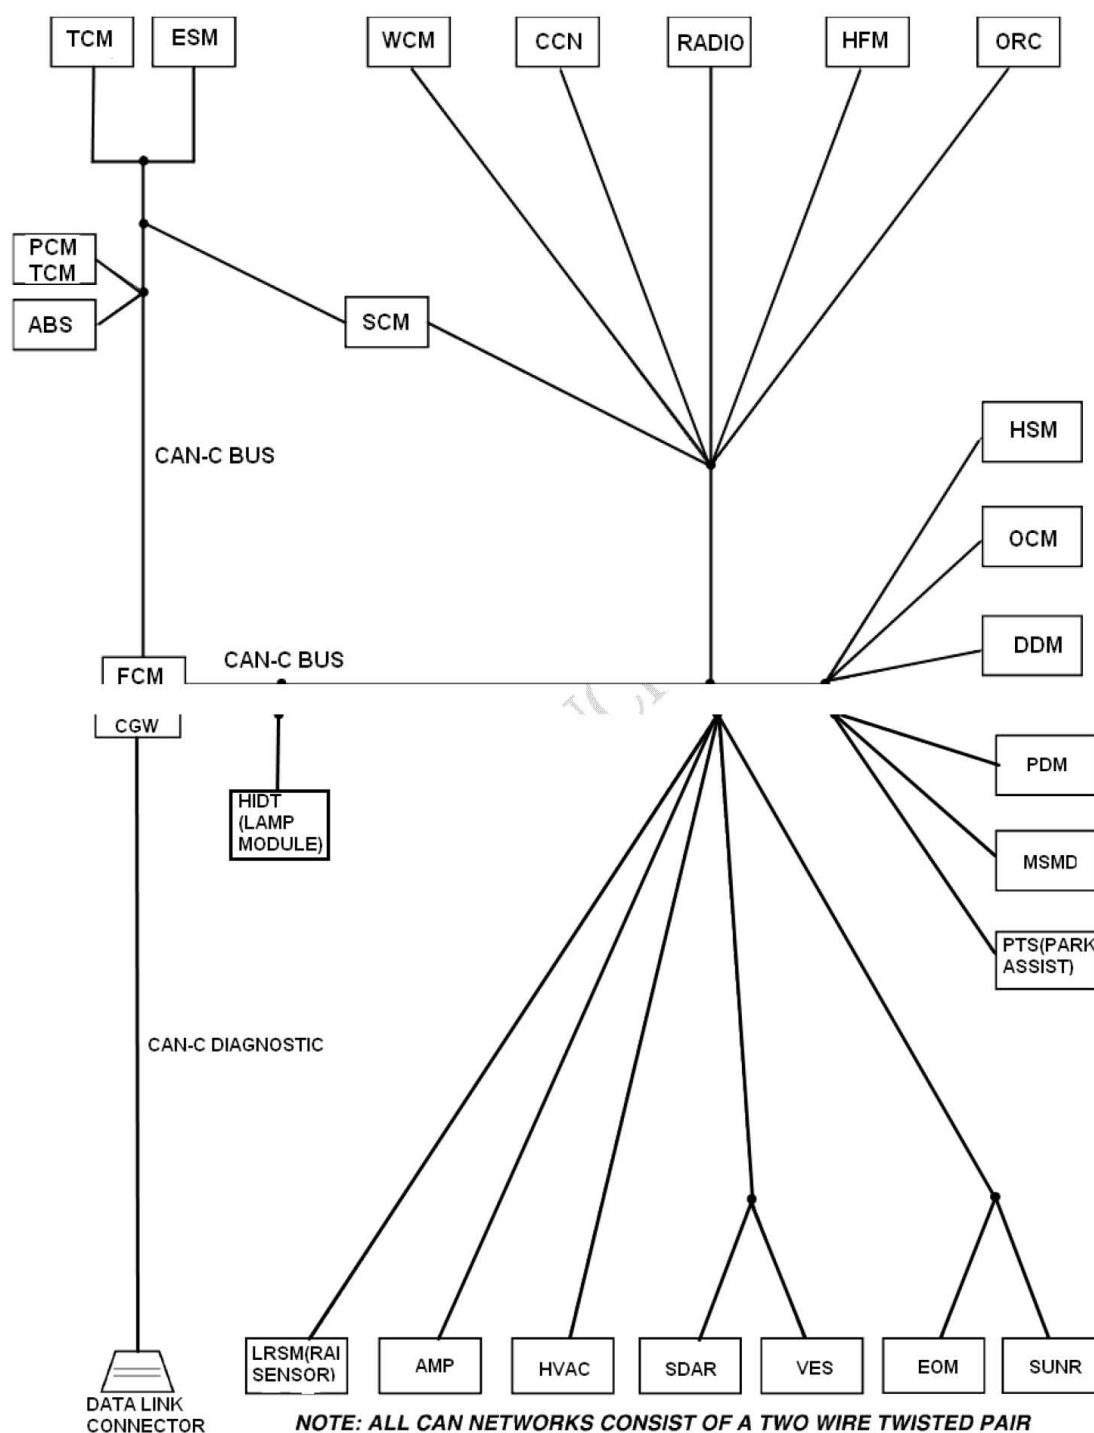 TCM
ESM
WCM
CCN
RADIO
HFM
ORC
PCM
TCM
ABS
SCM
CAN-C BUS
HSM
OCM
DDM
CAN-C BUS
FCM
CGW
HIDT
(LAMP
MODULE)
PDM
MSMD
PTS(PARK
ASSIST)
CAN-C DIAGNOSTIC
LRSM(RAI
SENSOR)
AMP
HVAC
SDAR
VES
EOM
SUNR
DATA LINK
CONNECTOR
NOTE: ALL CAN NETWORKS CONSIST OF A TWO WIRE TWISTED PAIR